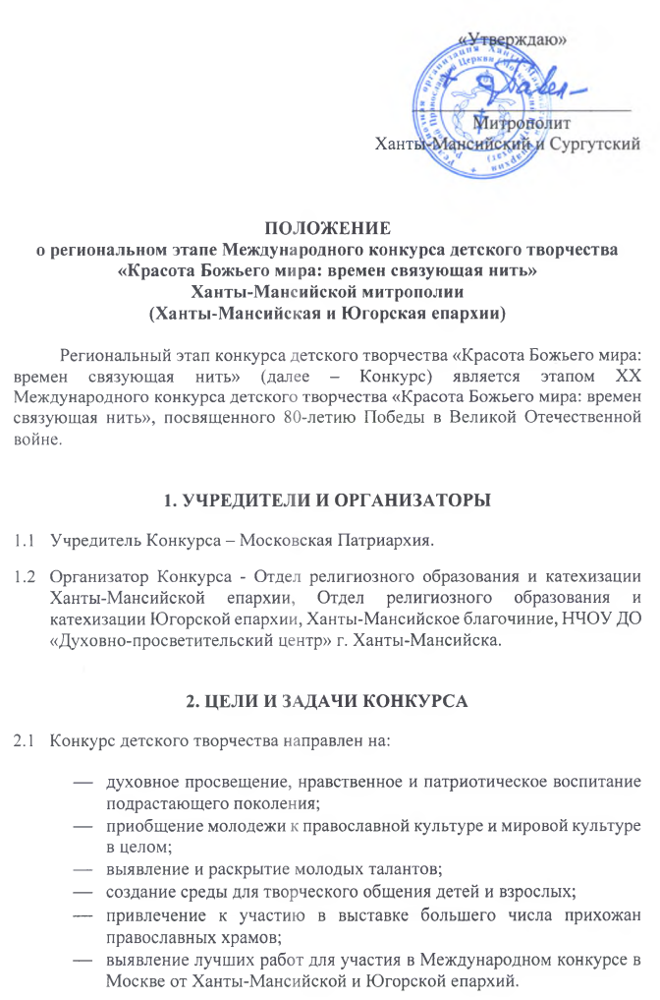 «Утверждаю»
Павел
Митрополит
Ханты-Мансийский и Сургутский
ПОЛОЖЕНИЕ
о региональном этапе Международного конкурса детского творчества
«Красота Божьего мира: времен связующая нить»
Ханты-Мансийской митрополии
(Ханты-Мансийская и Югорская епархии)
Региональный этап конкурса детского творчества «Красота Божьего мира:
времен связующая нить» (далее – Конкурс) является этапом XX
Международного конкурса детского творчества «Красота Божьего мира: времен
связующая нить», посвященного 80-летию Победы в Великой Отечественной
войне.
1. УЧРЕДИТЕЛИ И ОРГАНИЗАТОРЫ
1.1 Учредитель Конкурса – Московская Патриархия.
1.2 Организатор Конкурса - Отдел религиозного образования и катехизации
Ханты-Мансийской епархии, Отдел религиозного образования и
катехизации Югорской епархии, Ханты-Мансийское благочиние, НЧОУ ДО
«Духовно-просветительский центр» г. Ханты-Мансийска.
2. ЦЕЛИ И ЗАДАЧИ КОНКУРСА
2.1 Конкурс детского творчества направлен на:
— духовное просвещение, нравственное и патриотическое воспитание
подрастающего поколения;
— приобщение молодежи к православной культуре и мировой культуре
в целом;
— выявление и раскрытие молодых талантов;
— создание среды для творческого общения детей и взрослых;
— привлечение к участию в выставке большего числа прихожан
православных храмов;
— выявление лучших работ для участия в Международном конкурсе в
Москве от Ханты-Мансийской и Югорской епархий.